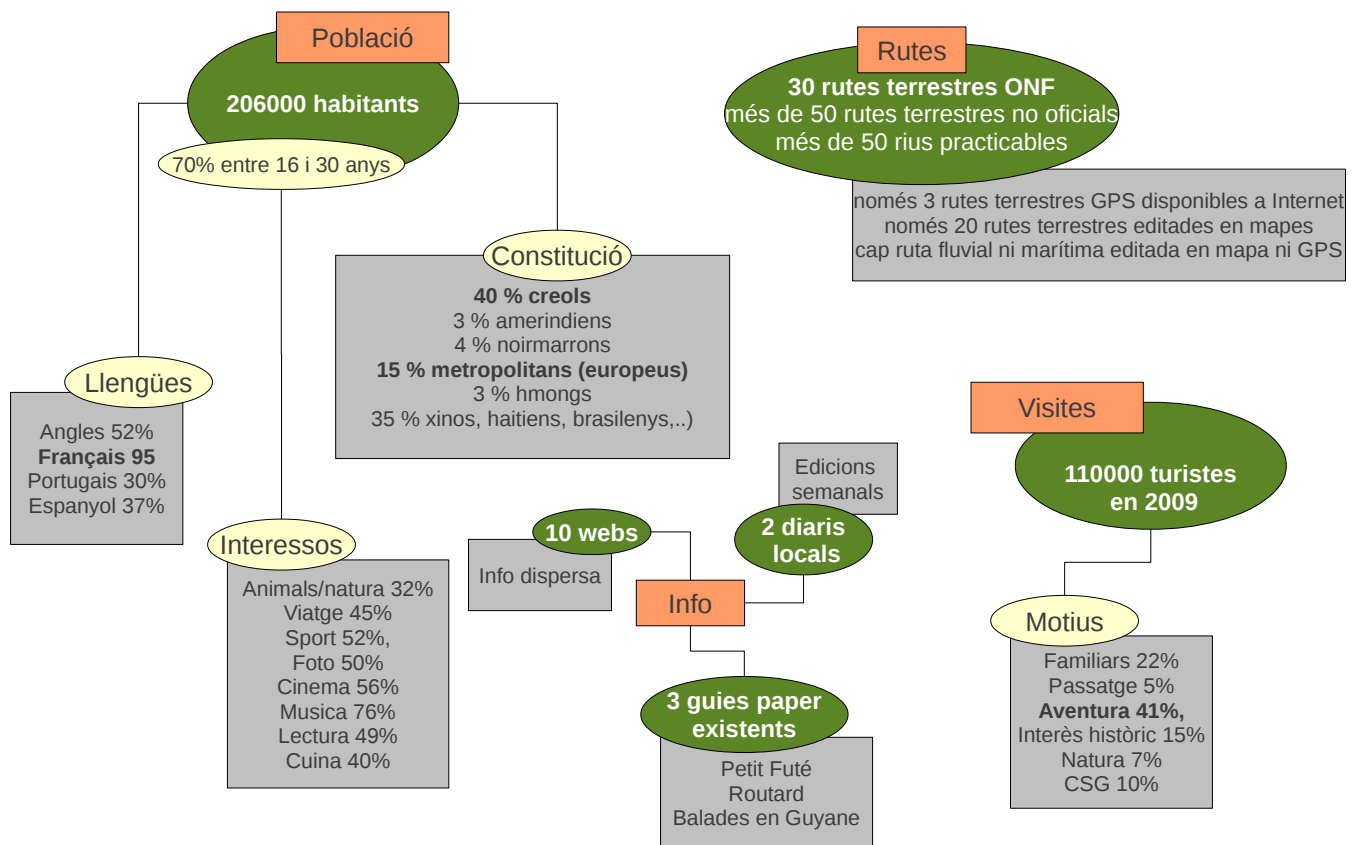 Població
206000 habitants
70% entre 16 i 30 anys
Rutes
30 rutes terrestres ONF
més de 50 rutes terrestres no oficials
més de 50 rius practicables
només 3 rutes terrestres GPS disponibles a Internet
només 20 rutes terrestres editades en mapes
cap ruta fluvial ni marítima editada en mapa ni GPS
Constitució
40 % creols
3 % amerindiens
4 % noirmarrons
15 % metropolitans (europeus)
3 % hmongs
35 % xinos, haitiens, brasilenys,..)
Llengües
Angles 52%
Français 95
Portugais 30%
Espanyol 37%
Interessos
Animals/natura 32%
Viatge 45%
Sport 52%,
Foto 50%
Cinema 56%
Musica 76%
Lectura 49%
Cuina 40%
Edicions
semanals
2 diaris
locals
10 webs
Info dispersa
Info
3 guies paper
existents
Petit Futé
Routard
Balades en Guyane
Visites
110000 turistes
en 2009
Motius
Familiars 22%
Passatge 5%
Aventura 41%,
Interès històric 15%
Natura 7%
CSG 10%